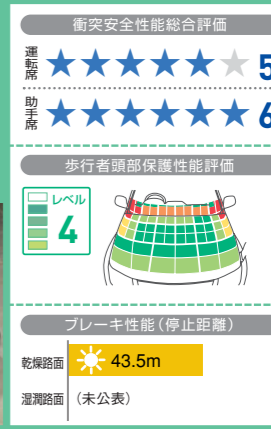 衝突安全性能総合評価
運転席 5
助手席 6
歩行者頭部保護性能評価
レベル
4
ブレーキ性能(停止距離)
乾燥路面 43.5m
湿潤路面 (未公表)